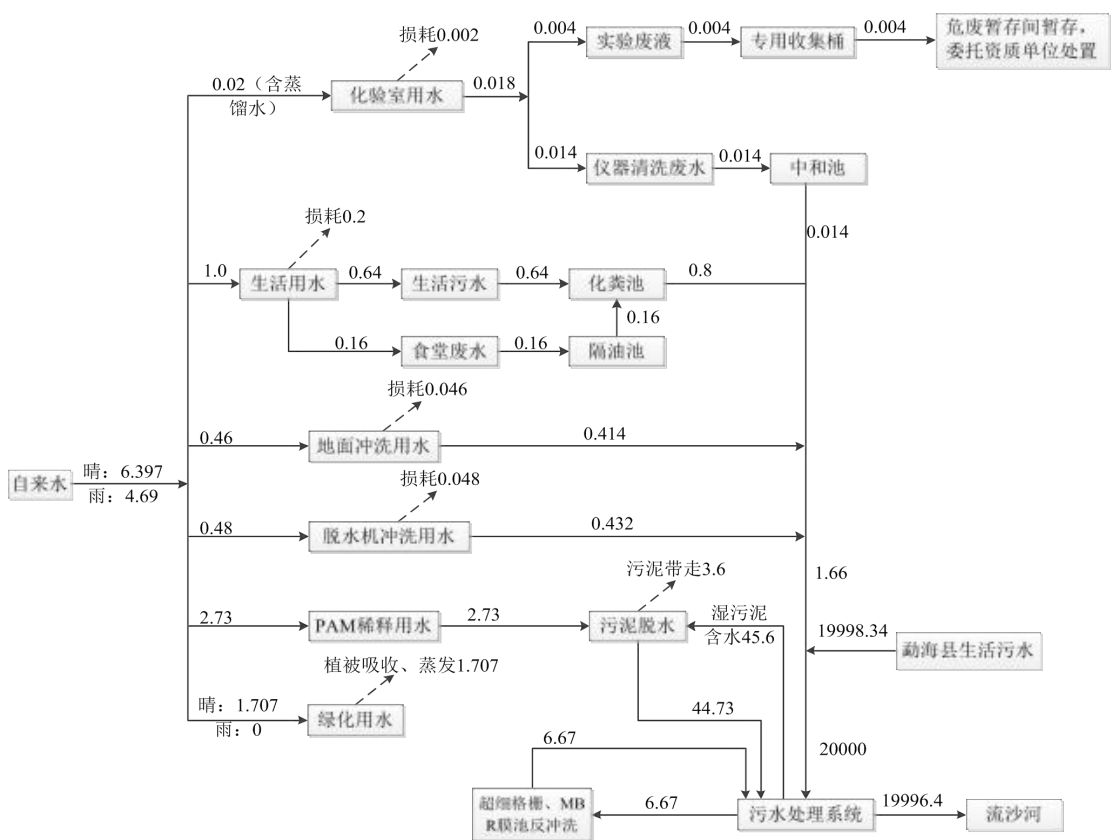 损耗0.002
0.004
实验废液
0.004
专用收集桶
0.004
危废暂存间暂存，
委托资质单位处置
0.02（含蒸
馏水）
化验室用水
0.018
0.014
仪器清洗废水
0.014
中和池
0.014
损耗0.2
1.0
生活用水
0.64
生活污水
0.64
化粪池
0.8
0.16
0.16
食堂废水
0.16
隔油池
损耗0.046
0.46
地面冲洗用水
0.414
自来水
晴：6.397
雨：4.69
损耗0.048
0.48
脱水机冲洗用水
0.432
污泥带走3.6
1.66
2.73
PAM稀释用水
2.73
污泥脱水
湿污泥
含水45.6
19998.34
勐海县生活污水
植被吸收、蒸发1.707
晴：1.707
雨：0
绿化用水
44.73
6.67
20000
超细格栅、MB
R膜池反冲洗
6.67
污水处理系统
19996.4
流沙河